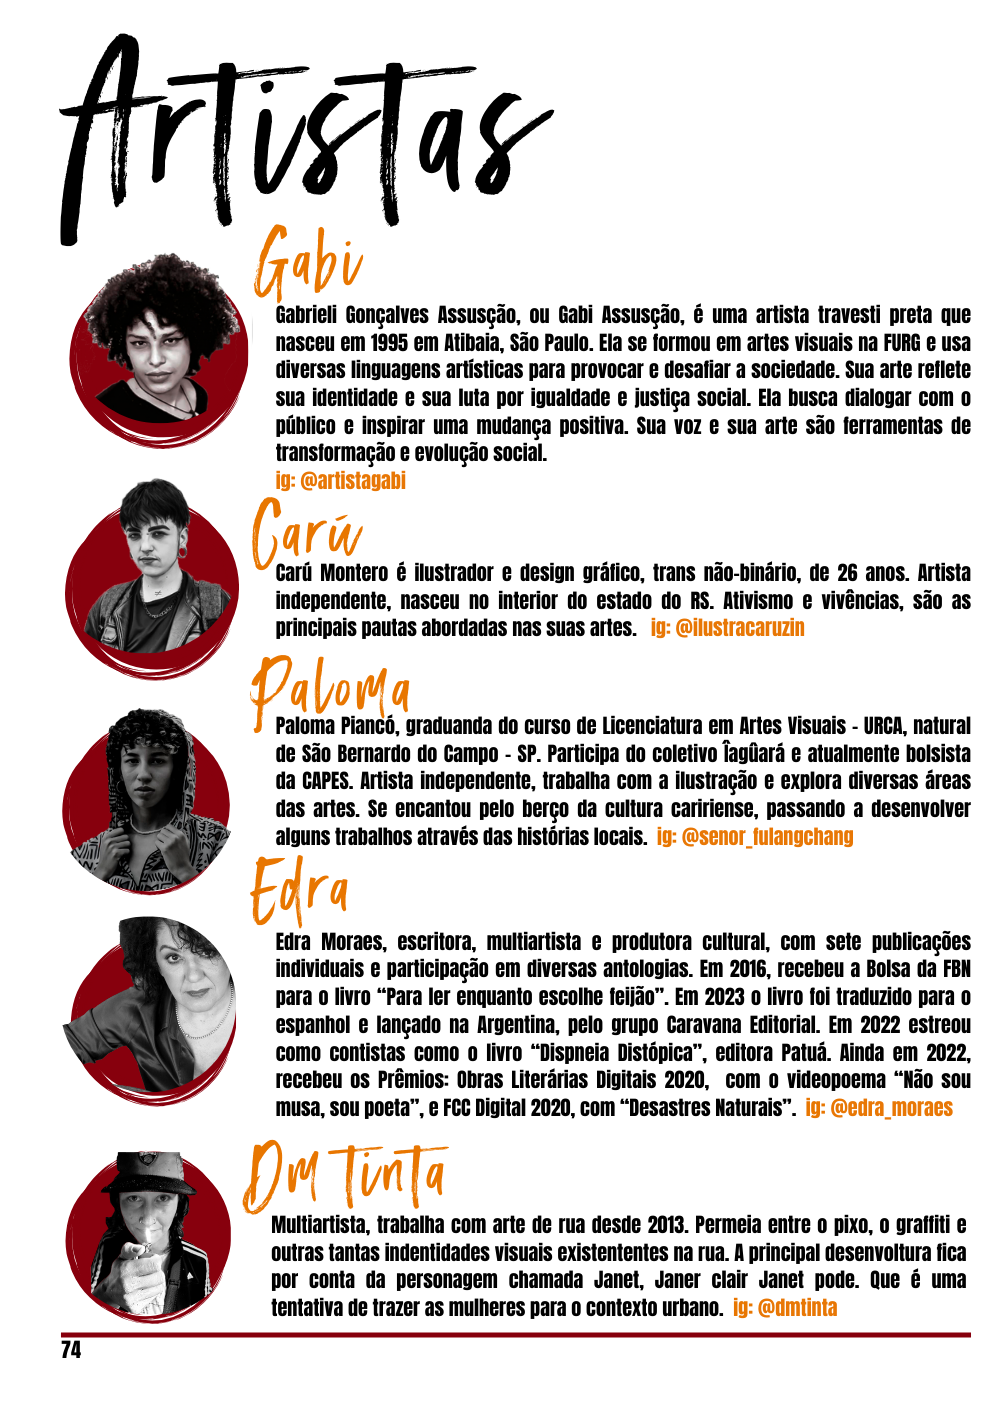 Artistas
Gabi
Gabrieli Gonçalves Assusção, ou Gabi Assusção, é uma artista travesti preta que
nasceu em 1995 em Atibaia, São Paulo. Ela se formou em artes visuais na FURG e usa
diversas linguagens artísticas para provocar e desafiar a sociedade. Sua arte reflete
sua identidade e sua luta por igualdade e justiça social. Ela busca dialogar com o
público e inspirar uma mudança positiva. Sua voz e sua arte são ferramentas de
transformação e evolução social.
ig: @artistagabi
Carú
Carú Montero é ilustrador e design gráfico, trans não-binário, de 26 anos. Artista
independente, nasceu no interior do estado do RS. Ativismo e vivências, são as
principais pautas abordadas nas suas artes. ig: @ilustracaruzin
Paloma
Paloma Piancó, graduanda do curso de Licenciatura em Artes Visuais - URCA, natural
de São Bernardo do Campo - SP. Participa do coletivo Îagûará e atualmente bolsista
da CAPES. Artista independente, trabalha com a ilustração e explora diversas áreas
das artes. Se encantou pelo berço da cultura caririense, passando a desenvolver
alguns trabalhos através das histórias locais. ig: @senor_fulangchang
Edra
Edra Moraes, escritora, multiartista e produtora cultural, com sete publicações
individuais e participação em diversas antologias. Em 2016, recebeu a Bolsa da FBN
para o livro “Para ler enquanto escolhe feijão”. Em 2023 o livro foi traduzido para o
espanhol e lançado na Argentina, pelo grupo Caravana Editorial. Em 2022 estreou
como contistas como o livro “Dispneia Distópica”, editora Patuá. Ainda em 2022,
recebeu os Prêmios: Obras Literárias Digitais 2020, com o videopoema “Não sou
musa, sou poeta”, e FCC Digital 2020, com “Desastres Naturais”. ig: @edra_moraes
Dm Tinta
Multiartista, trabalha com arte de rua desde 2013. Permeia entre o pixo, o graffiti e
outras tantas indentidades visuais existententes na rua. A principal desenvoltura fica
por conta da personagem chamada Janet, Janer clair Janet pode. Que é uma
tentativa de trazer as mulheres para o contexto urbano. ig: @dmtinta
74